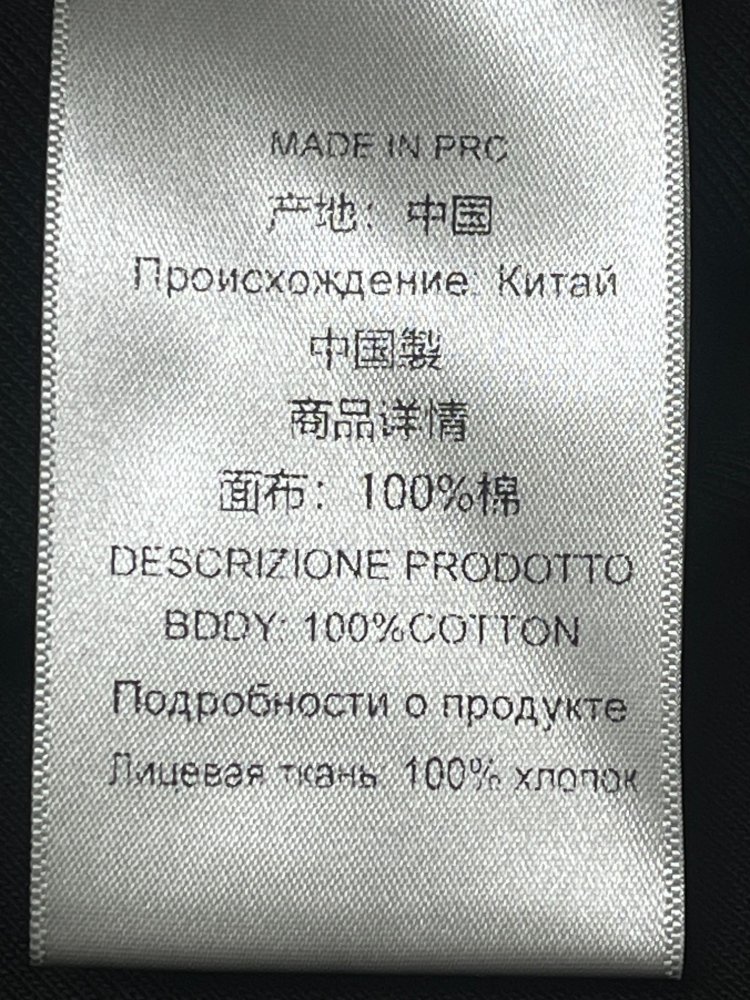 MADE IN PRC
产地：中国
Происхождение: Китай
中国製
商品详情
面布：100%棉
DESCRIZIONE PRODOTTO
BDDY: 100%COTTON
Подробности о продукте
Лицевая ткань: 100% хлопок